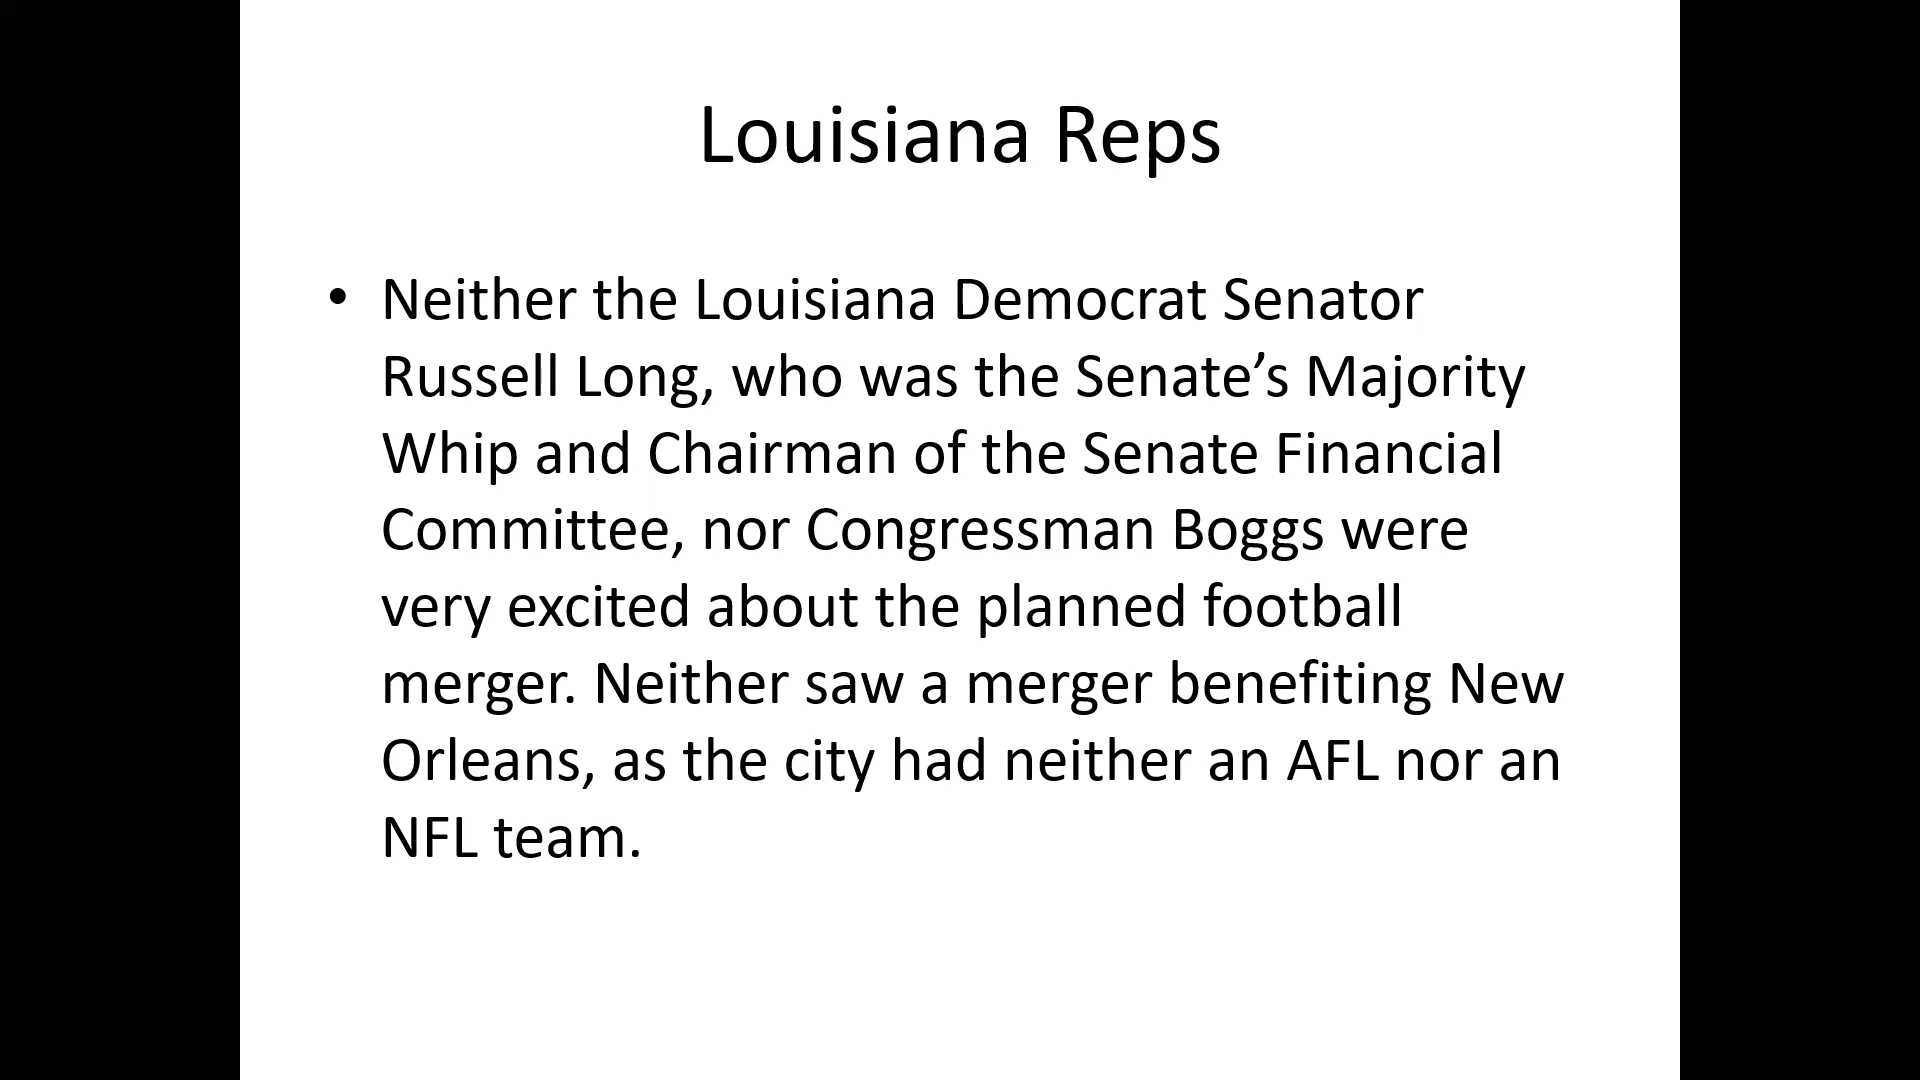 Louisiana Reps
• Neither the Louisiana Democrat Senator
Russell Long, who was the Senate’s Majority
Whip and Chairman of the Senate Financial
Committee, nor Congressman Boggs were
very excited about the planned football
merger. Neither saw a merger benefiting New
Orleans, as the city had neither an AFL nor an
NFL team.